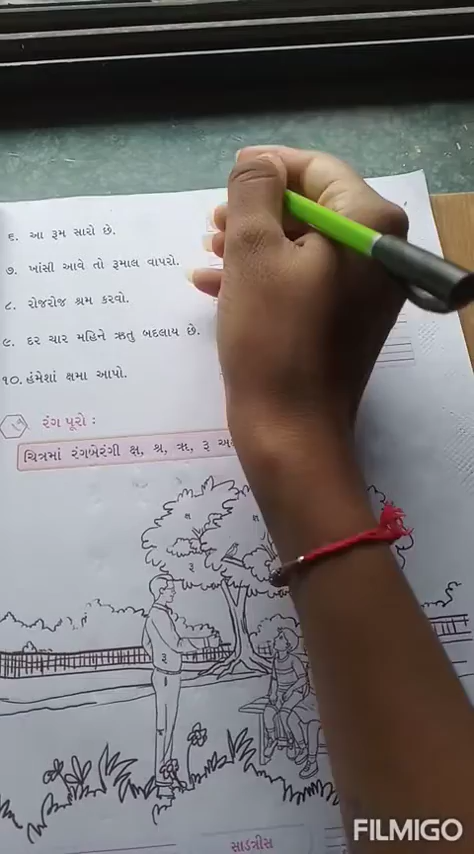 ૬. આ રૂમ સારો છે.
૭. ખાંસી આવે તો રૂમાલ વાપરો.
૮. રોજરોજ શ્રમ કરવો.
૯. દર ચાર મહિને ઋતુ બદલાય છે.
૧૦. હંમેશાં ક્ષમા આપો.
રંગ પૂરો :
ચિત્રમાં રંગબેરંગી ક્ષ, શ્ર, ઋ, રૂ
ક્ષ
ક્ષ
રૂ
રૂ
સાડત્રીસ
FILMIGO